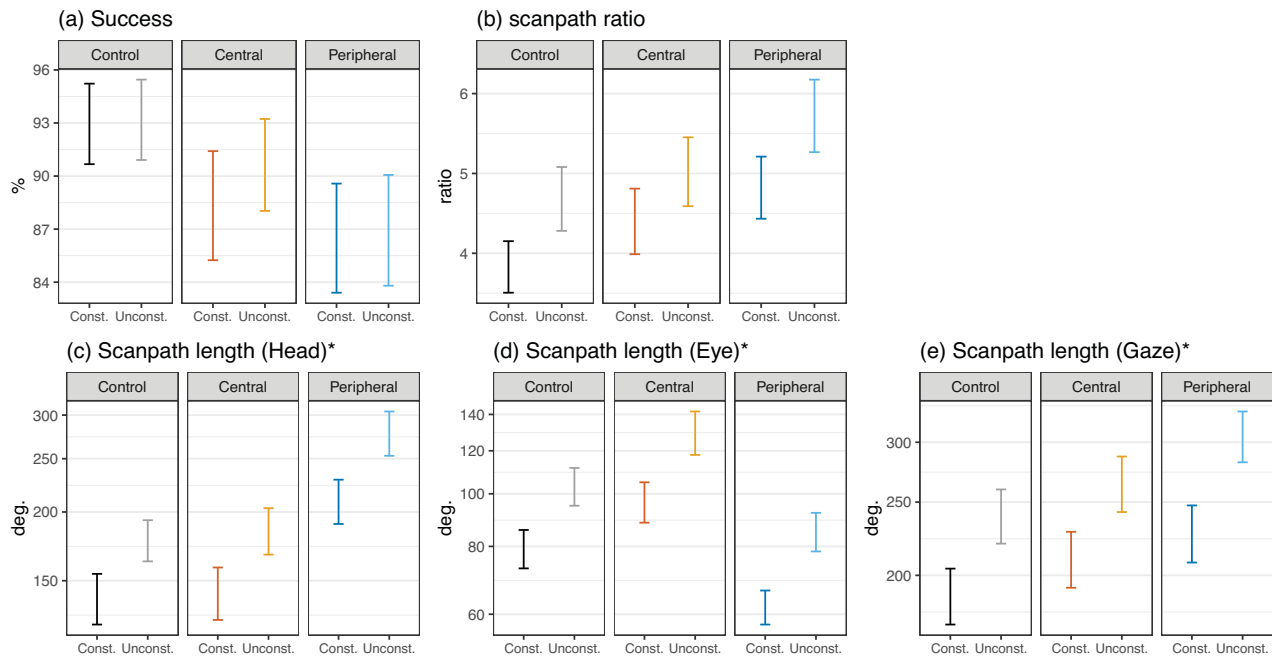 (a) Success
Control Central Peripheral
%
96
93
90
87
84
Const. Unconst. Const. Unconst. Const. Unconst.
(b) scanpath ratio
Control Central Peripheral
ratio
6
5
4
Const. Unconst. Const. Unconst. Const. Unconst.
(c) Scanpath length (Head)*
Control Central Peripheral
deg.
300
250
200
150
Const. Unconst. Const. Unconst. Const. Unconst.
(d) Scanpath length (Eye)*
Control Central Peripheral
deg.
140
120
100
80
60
Const. Unconst. Const. Unconst. Const. Unconst.
(e) Scanpath length (Gaze)*
Control Central Peripheral
deg.
300
250
200
Const. Unconst. Const. Unconst. Const. Unconst.